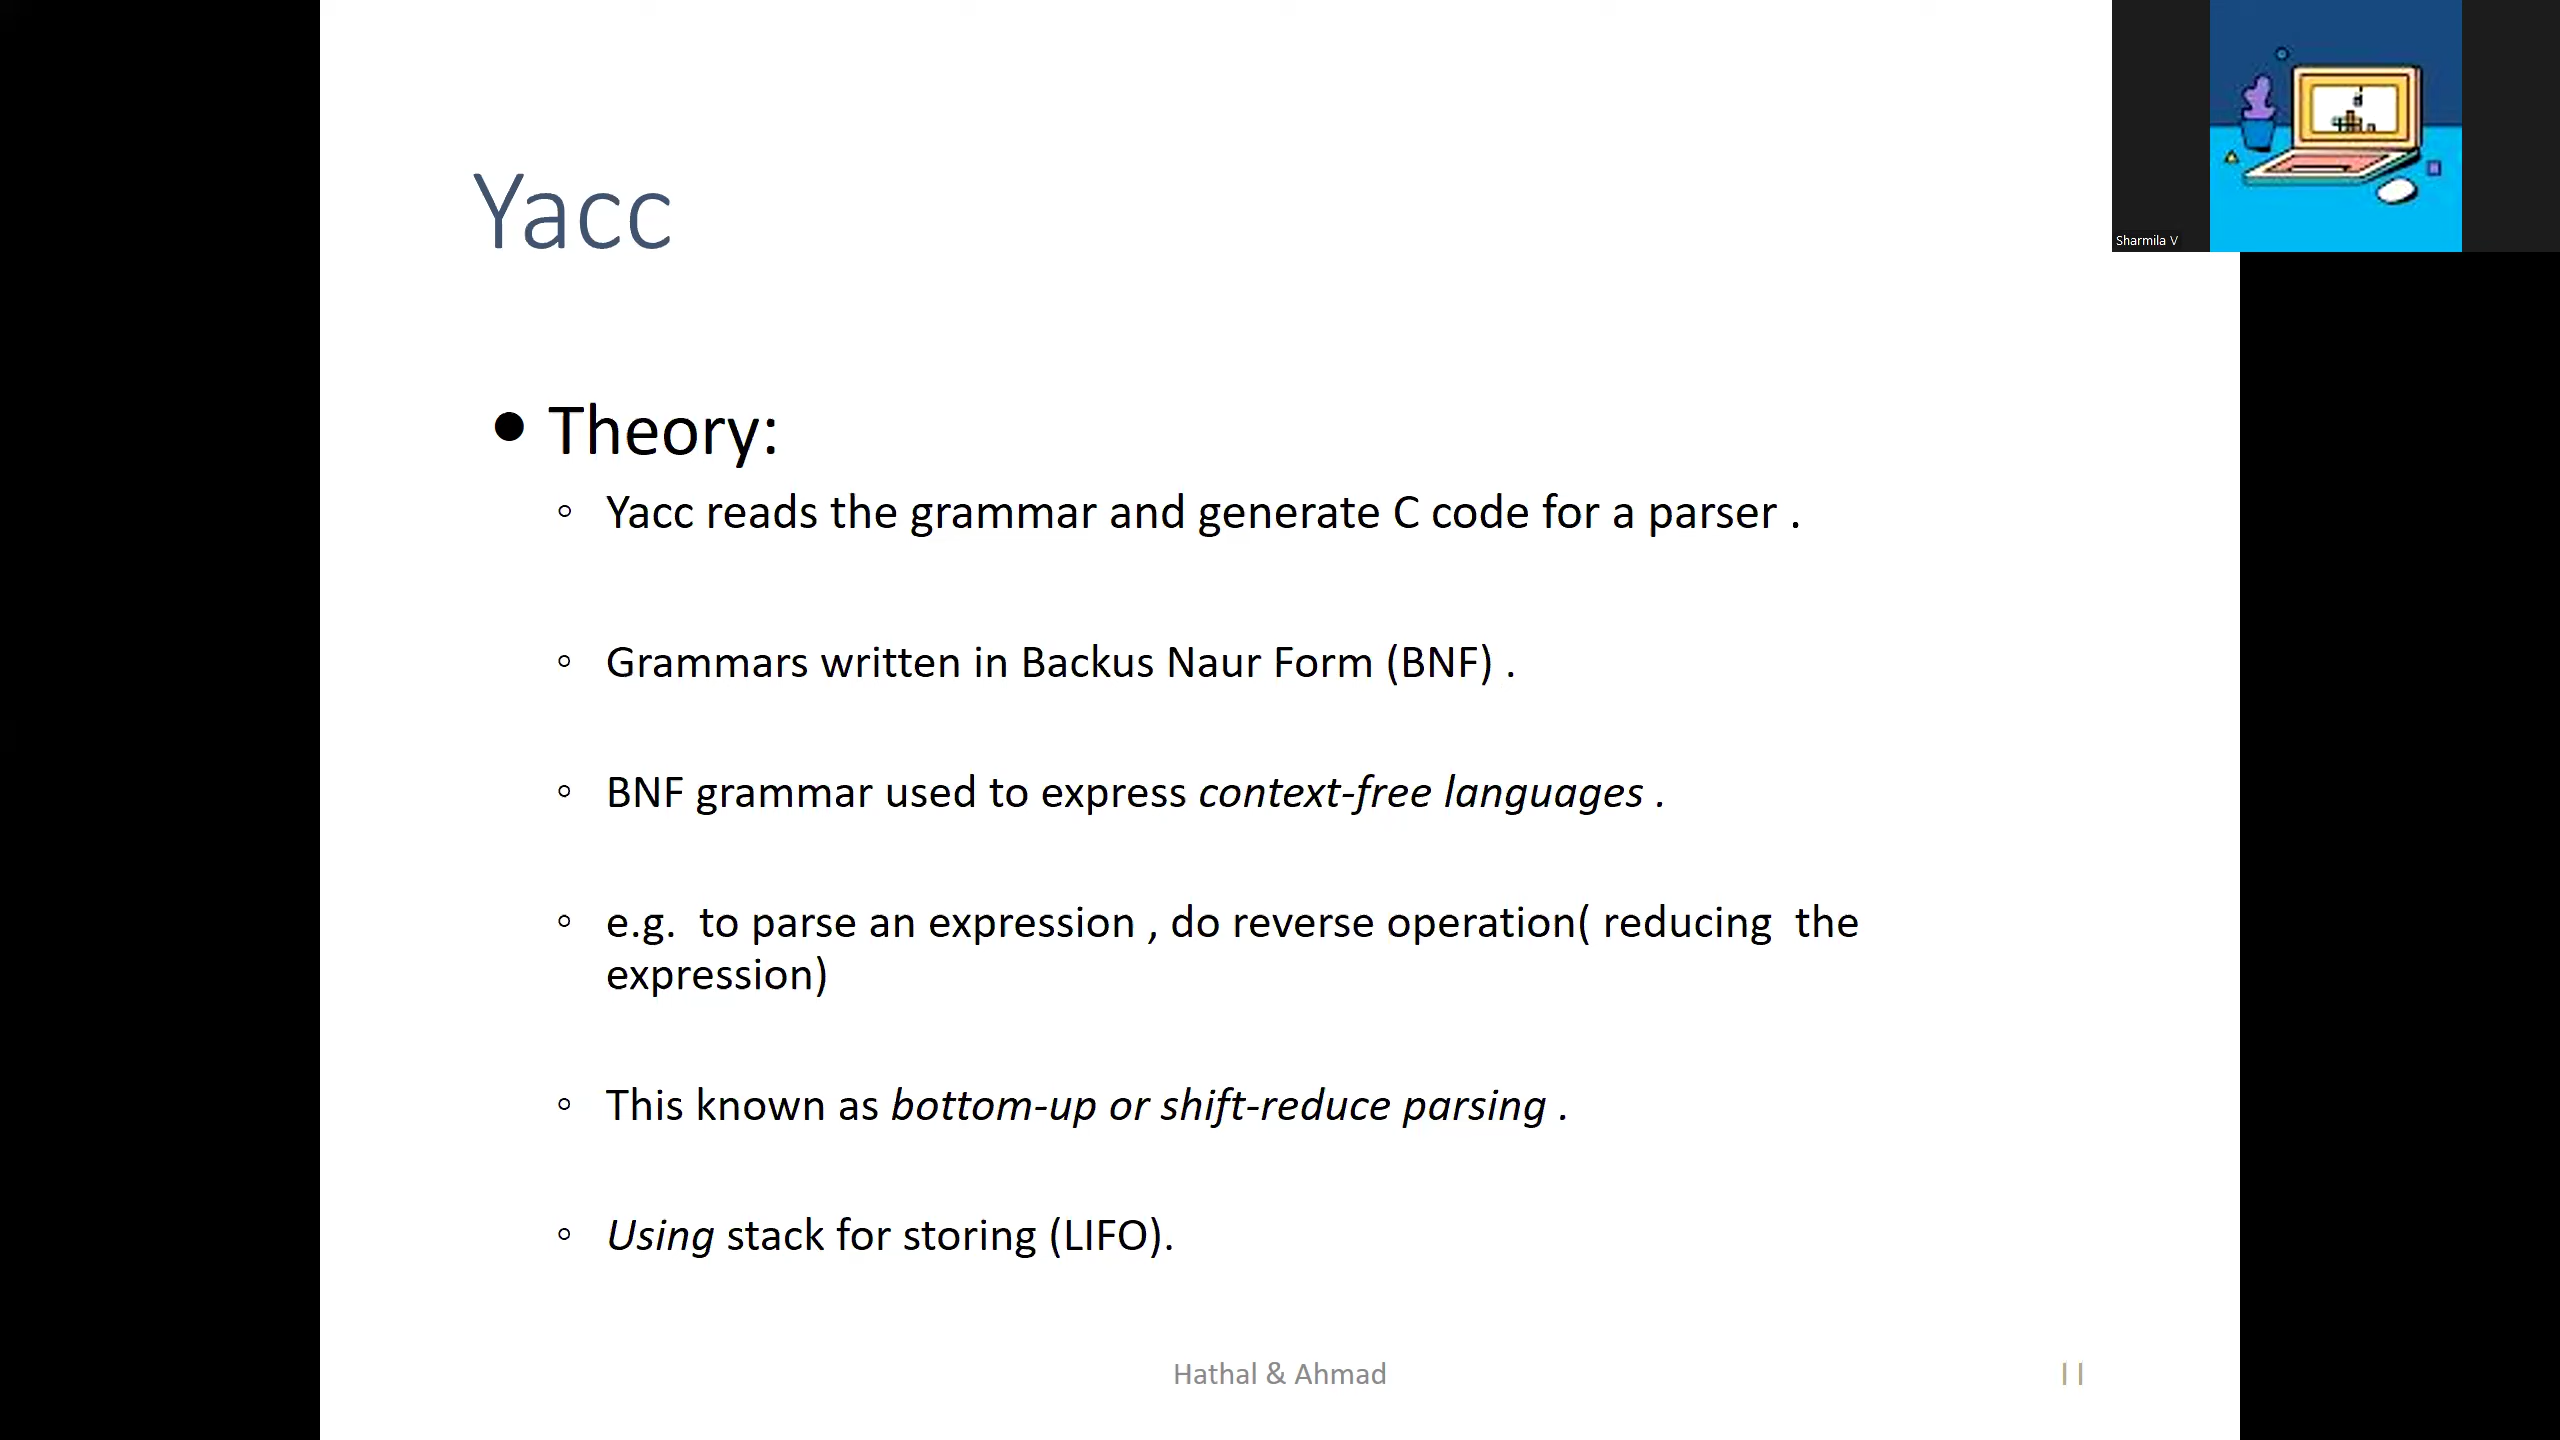 Sharmila V
Yacc
• Theory:
◦ Yacc reads the grammar and generate C code for a parser .
◦ Grammars written in Backus Naur Form (BNF) .
◦ BNF grammar used to express context-free languages .
◦ e.g. to parse an expression , do reverse operation( reducing the
expression)
◦ This known as bottom-up or shift-reduce parsing .
◦ Using stack for storing (LIFO).
Hathal & Ahmad
11